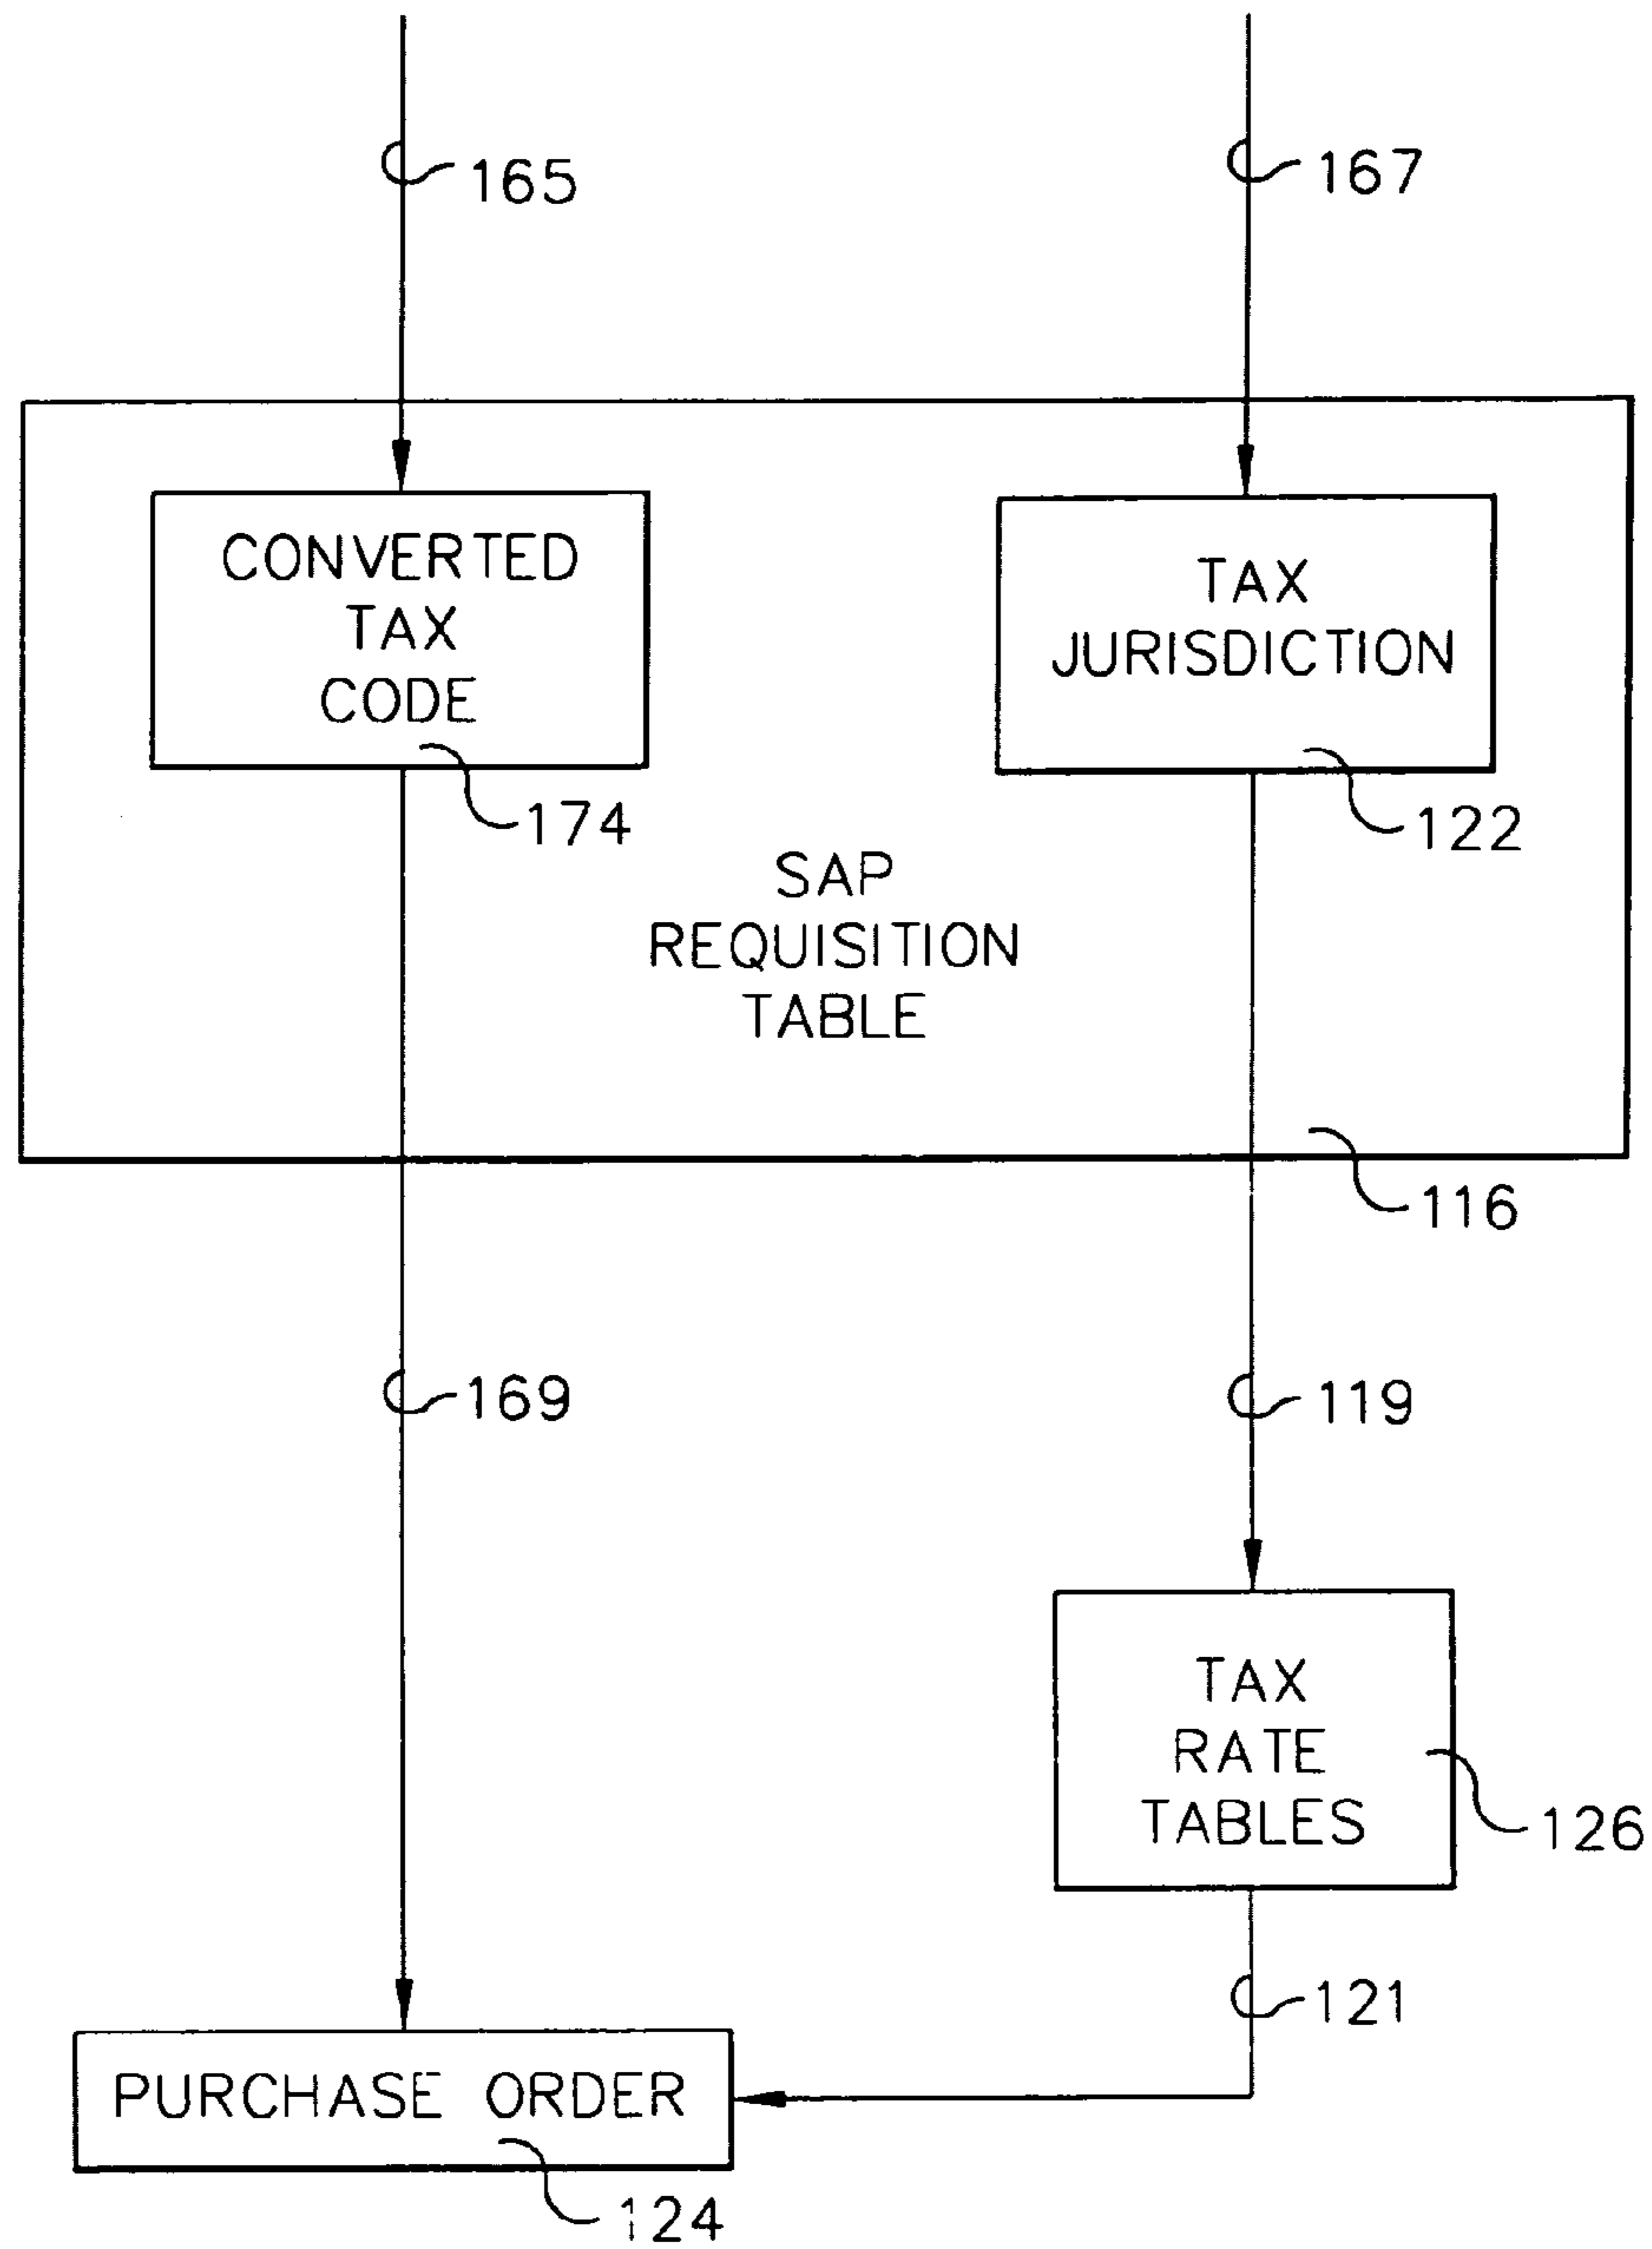 165
167
CONVERTED
TAX
CODE
174
TAX
JURISDICTION
122
SAP
REQUISITION
TABLE
116
169
119
TAX
RATE
TABLES
126
121
PURCHASE ORDER
124